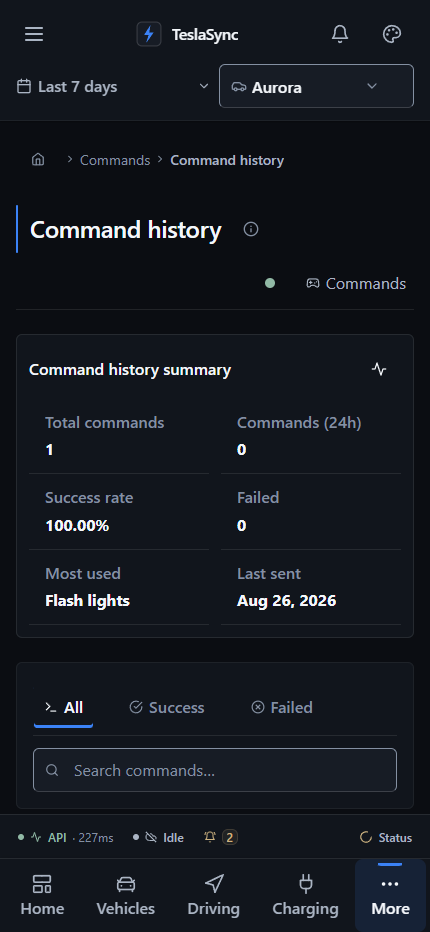 TeslaSync
Last 7 days
Aurora
Commands
Command history
Command history
Commands
Command history summary
Total commands
Commands (24h)
1
0
Success rate
Failed
100.00%
0
Most used
Last sent
Flash lights
Aug 26, 2026
All
Success
Failed
Search commands...
API · 227ms
Idle
2
Status
Home
Vehicles
Driving
Charging
More